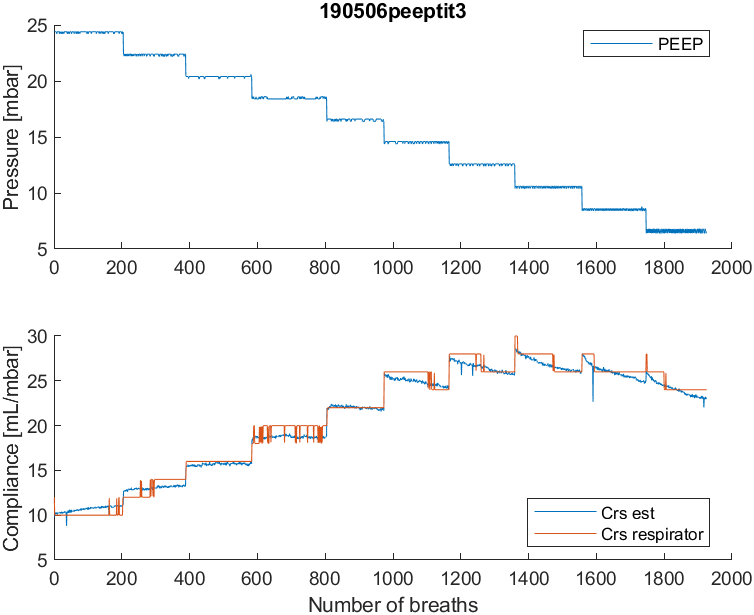 190506peeptit3
PEEP
Pressure [mbar]
25
20
15
10
5
0 200 400 600 800 1000 1200 1400 1600 1800 2000
Compliance [mL/mbar]
30
25
20
15
10
5
Crs est
Crs respirator
0 200 400 600 800 1000 1200 1400 1600 1800 2000
Number of breaths